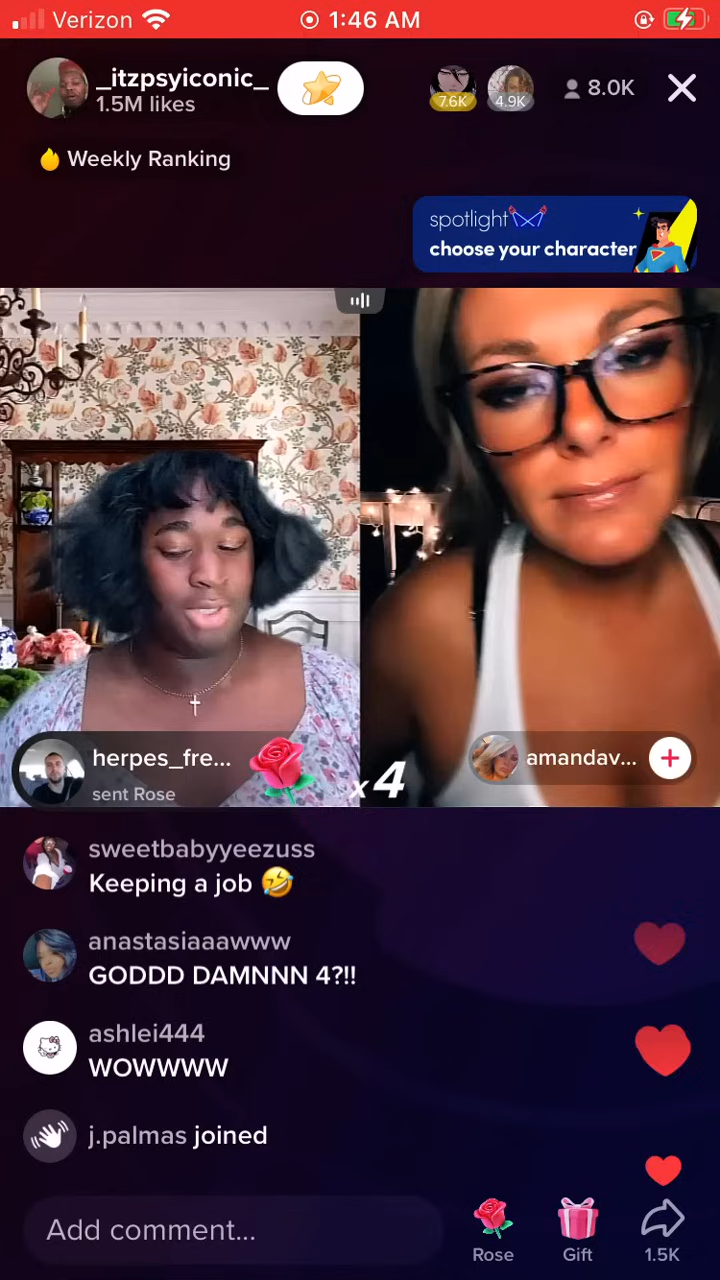 Verizon
1:46 AM
_itzpsyiconic_
1.5M likes
7.6K
4.9K
8.0K
Weekly Ranking
spotlight
choose your character
herpes_fre...
sent Rose
x4
amandav...
sweetbabyyeezuss
Keeping a job 🤣
anastasiaaawww
GODDD DAMNNN 4?!!
ashlei444
WOWWWW
j.palmas joined
Add comment...
Rose
Gift
1.5K